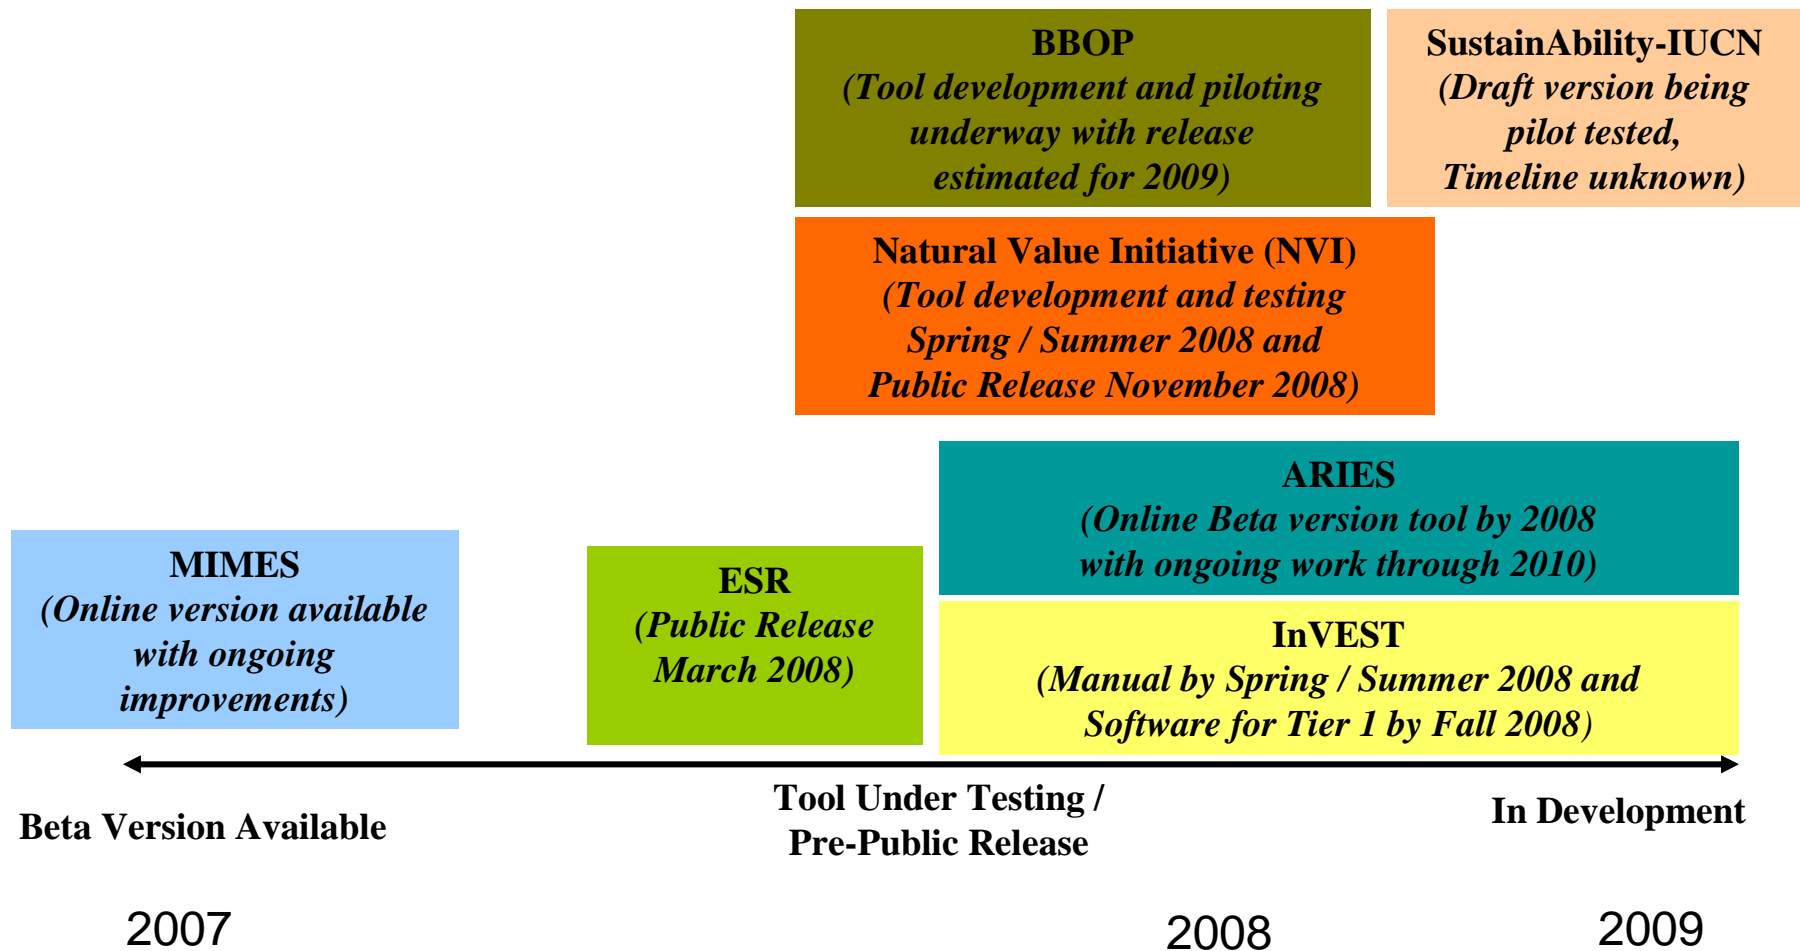 BBOP
(Tool development and piloting
underway with release
estimated for 2009)
SustainAbility-IUCN
(Draft version being
pilot tested,
Timeline unknown)
Natural Value Initiative (NVI)
(Tool development and testing
Spring / Summer 2008 and
Public Release November 2008)
ARIES
(Online Beta version tool by 2008
with ongoing work through 2010)
MIMES
(Online version available
with ongoing
improvements)
ESR
(Public Release
March 2008)
InVEST
(Manual by Spring / Summer 2008 and
Software for Tier 1 by Fall 2008)
Beta Version Available
Tool Under Testing /
Pre-Public Release
In Development
2007
2008
2009